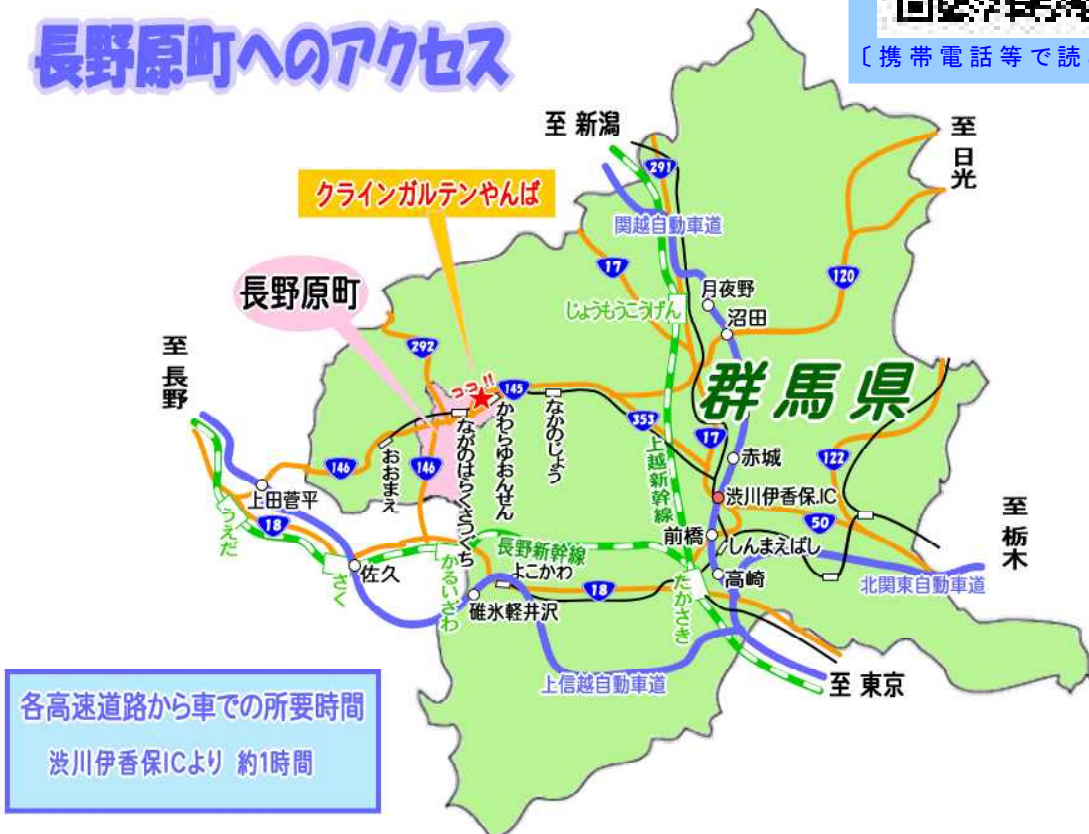 長野原町へのアクセス
〔携帯電話等で読
至 新潟
291
至日光
クラインガルテンやんば
関越自動車道
17
120
長野原町
月夜野
じょうもうこうげん
沼田
至長野
292
群馬県
ココ!!
145
353
17
かわらゆおんせん
なかのじょう
ながのはらくさつぐち
おおまえ
146
146
上越新幹線
赤城
122
上田菅平
渋川伊香保.IC
至栃木
うえだ
18
50
前橋
しんまえばし
長野新幹線
よこかわ
佐久
さく
かるいざわ
たかさき
高崎
北関東自動車道
18
碓氷軽井沢
上信越自動車道
至 東京
各高速道路から車での所要時間
渋川伊香保ICより 約1時間